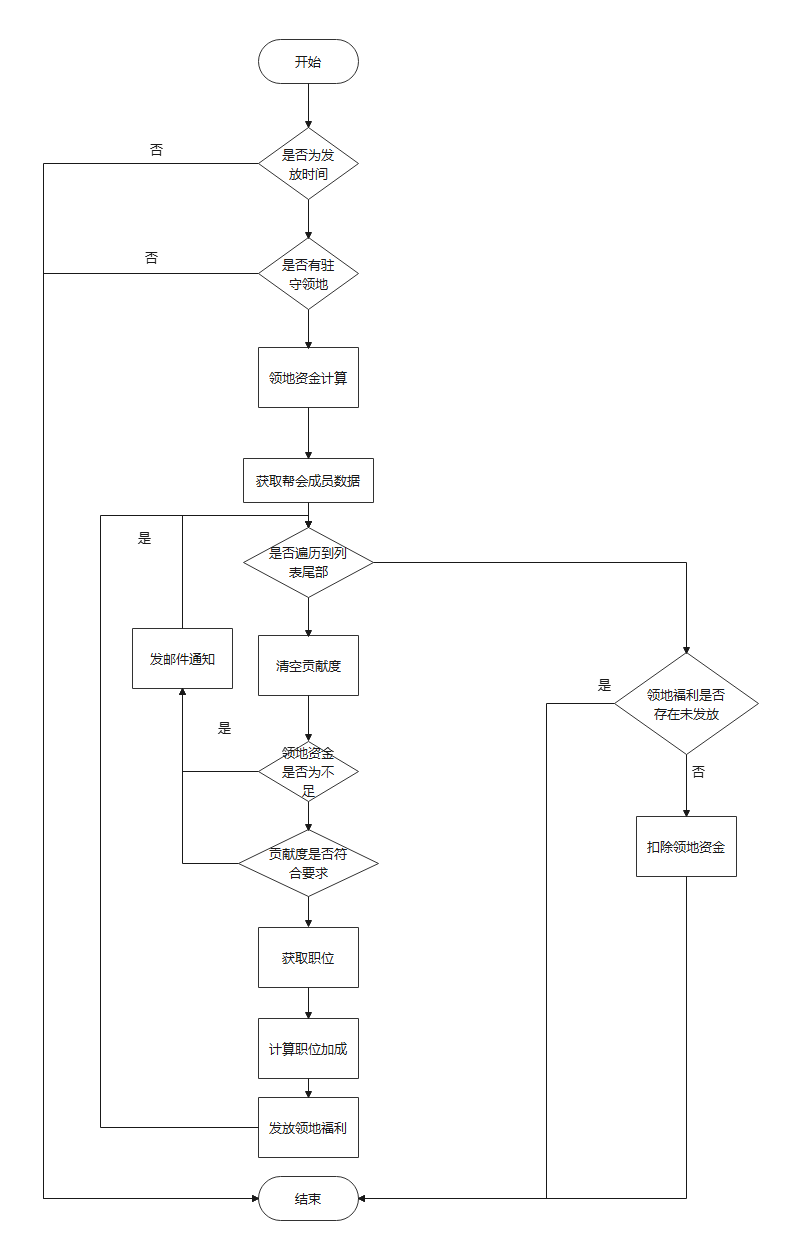 开始
否
是否为发
放时间
否
是否有驻
守领地
领地资金计算
获取帮会成员数据
是
是否遍历到列
表尾部
发邮件通知
清空贡献度
是
领地福利是否
存在未发放
是
领地资金
是否为不
足
否
贡献度是否符
合要求
扣除领地资金
获取职位
计算职位加成
发放领地福利
结束